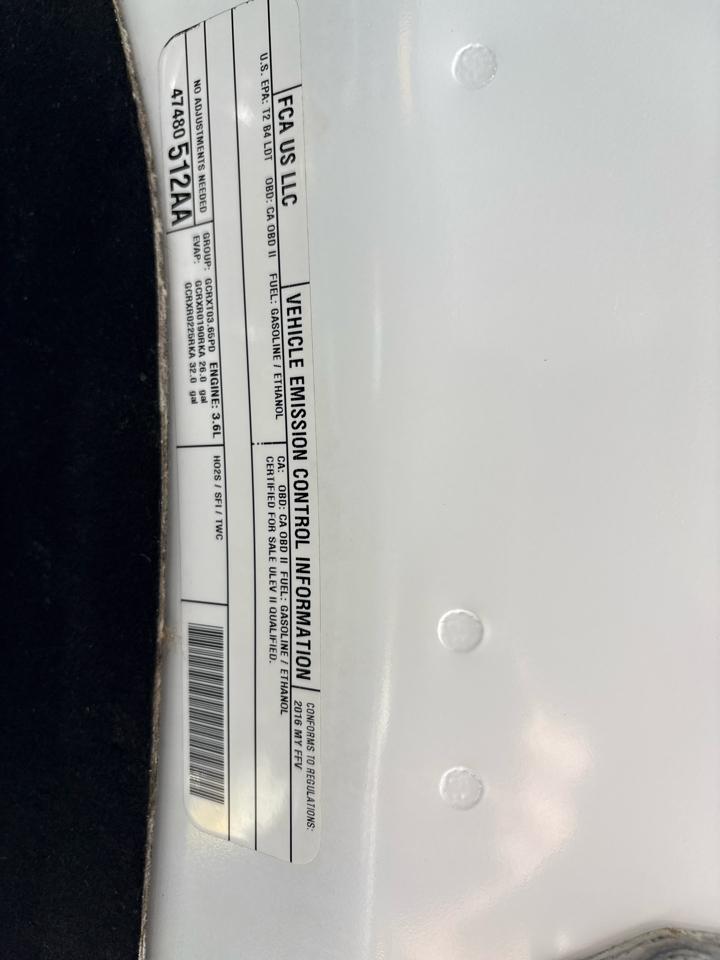 FCA US LLC
VEHICLE EMISSION CONTROL INFORMATION
CONFORMS TO REGULATIONS:
2016 MY FFV
U.S. EPA: T2 B4 LDT OBD: CA OBD II FUEL: GASOLINE / ETHANOL
CA: OBD: CA OBD II FUEL: GASOLINE / ETHANOL
CERTIFIED FOR SALE ULEV II QUALIFIED.
NO ADJUSTMENTS NEEDED
47480512AA
GROUP: GCRXT03.65PD ENGINE: 3.6L
EVAP: GCRXR0190RKA 26.0 gal
GCRXR0225RKA 32.0 gal
HO2S / SFI / TWC